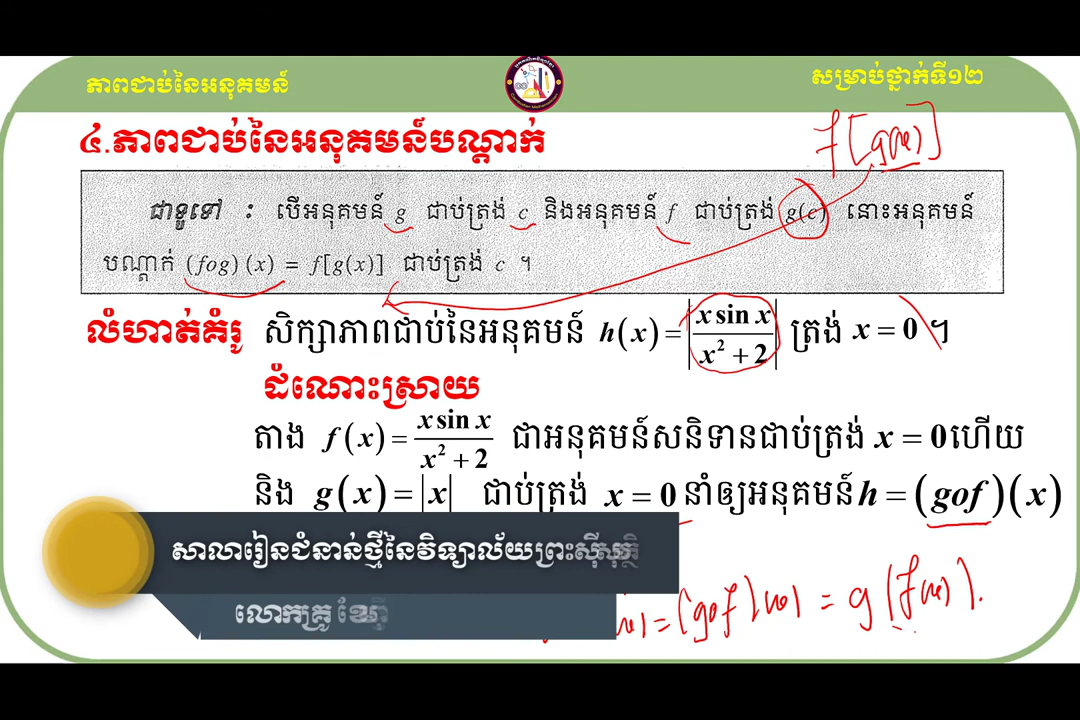 ភាពជាប់នៃអនុគមន៍
សម្រាប់ថ្នាក់ទី១២
៤.ភាពជាប់នៃអនុគមន៍បណ្តាក់
f[g(x)]
ជាទូទៅ : បើអនុគមន៍ g ជាប់ត្រង់ c និងអនុគមន៍ f ជាប់ត្រង់ g(c) នោះអនុគមន៍
បណ្តាក់ (fog)(x) = f[g(x)] ជាប់ត្រង់ c ។
លំហាត់គំរូ សិក្សាភាពជាប់នៃអនុគមន៍ h(x) = |(x sin x)/(x² + 2)| ត្រង់ x = 0 ។
ដំណោះស្រាយ
តាង f(x) = (x sin x)/(x² + 2) ជាអនុគមន៍សនិទានជាប់ត្រង់ x = 0 ហើយ
និង g(x) = |x| ជាប់ត្រង់ x = 0 នាំឲ្យអនុគមន៍ h = (gof)(x)
សាលារៀនជំនាន់ថ្មីនៃវិទ្យាល័យព្រះស៊ីសុវត្ថិ
លោកគ្រូ
(x) = (gof)(x) = g(f(x)).